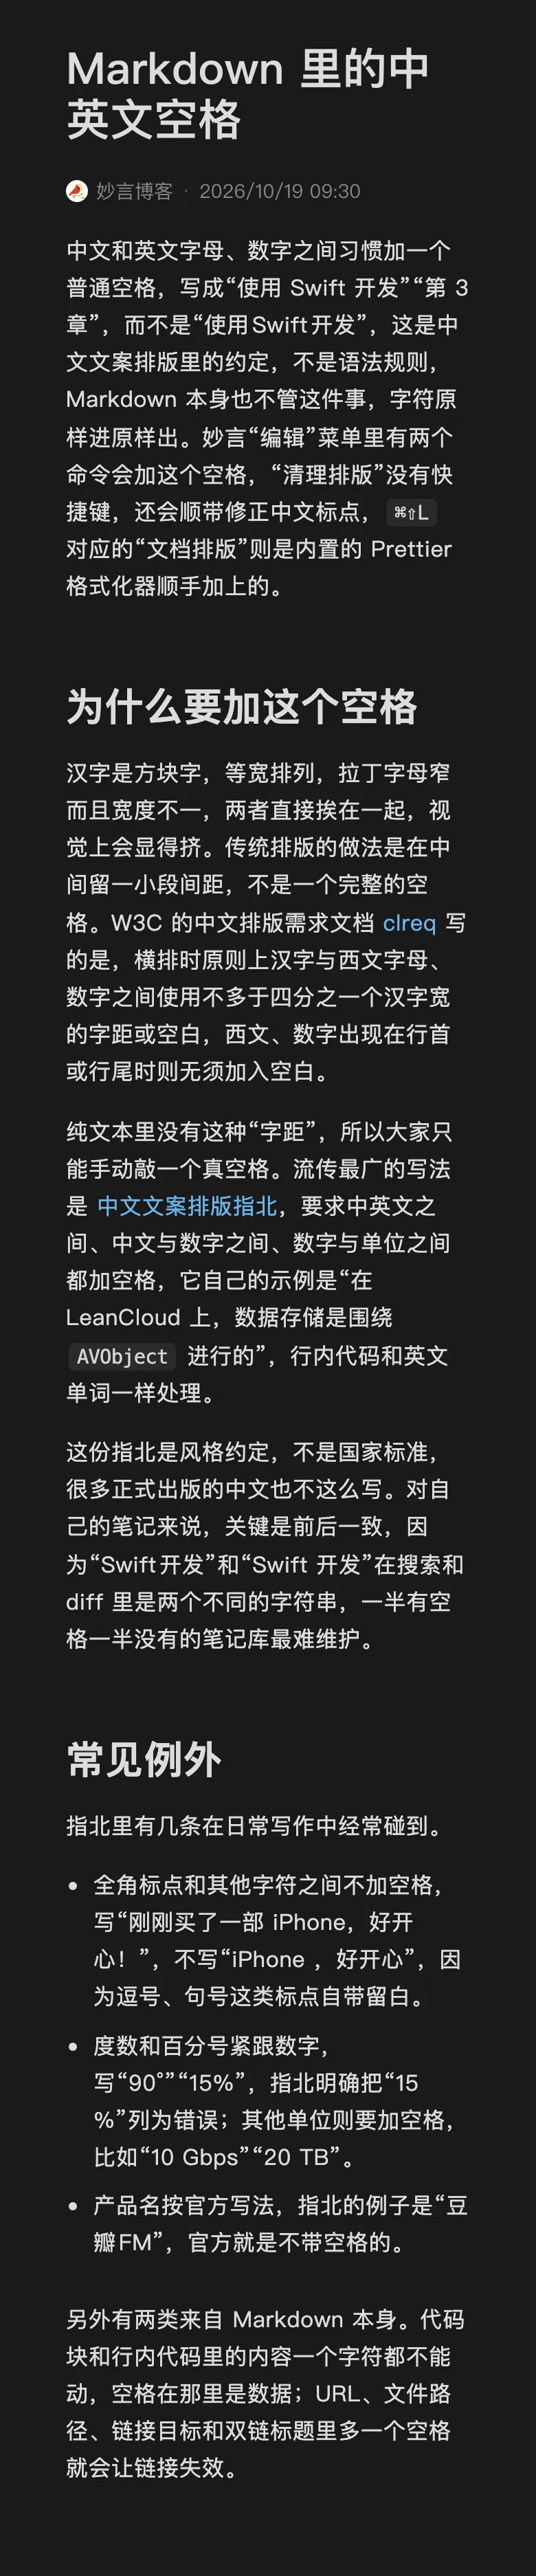 Markdown 里的中
英文空格
妙言博客 · 2026/10/19 09:30
中文和英文字母、数字之间习惯加一个
普通空格，写成“使用 Swift 开发”“第 3
章”，而不是“使用Swift开发”，这是中
文文案排版里的约定，不是语法规则，
Markdown 本身也不管这件事，字符原
样进原样出。妙言“编辑”菜单里有两个
命令会加这个空格，“清理排版”没有快
捷键，还会顺带修正中文标点， ⌘⇧L
对应的“文档排版”则是内置的 Prettier
格式化器顺手加上的。
为什么要加这个空格
汉字是方块字，等宽排列，拉丁字母窄
而且宽度不一，两者直接挨在一起，视
觉上会显得挤。传统排版的做法是在中
间留一小段间距，不是一个完整的空
格。W3C 的中文排版需求文档 clreq 写
的是，横排时原则上汉字与西文字母、
数字之间使用不多于四分之一个汉字宽
的字距或空白，西文、数字出现在行首
或行尾时则无须加入空白。
纯文本里没有这种“字距”，所以大家只
能手动敲一个真空格。流传最广的写法
是 中文文案排版指北，要求中英文之
间、中文与数字之间、数字与单位之间
都加空格，它自己的示例是“在
LeanCloud 上，数据存储是围绕
AVObject 进行的”，行内代码和英文
单词一样处理。
这份指北是风格约定，不是国家标准，
很多正式出版的中文也不这么写。对自
己的笔记来说，关键是前后一致，因
为“Swift开发”和“Swift 开发”在搜索和
diff 里是两个不同的字符串，一半有空
格一半没有的笔记库最难维护。
常见例外
指北里有几条在日常写作中经常碰到。
• 全角标点和其他字符之间不加空格，
写“刚刚买了一部 iPhone，好开
心！”，不写“iPhone ，好开心”，因
为逗号、句号这类标点自带留白。
• 度数和百分号紧跟数字，
写“90°”“15%”，指北明确把“15
%”列为错误；其他单位则要加空格，
比如“10 Gbps”“20 TB”。
• 产品名按官方写法，指北的例子是“豆
瓣FM”，官方就是不带空格的。
另外有两类来自 Markdown 本身。代码
块和行内代码里的内容一个字符都不能
动，空格在那里是数据；URL、文件路
径、链接目标和双链标题里多一个空格
就会让链接失效。